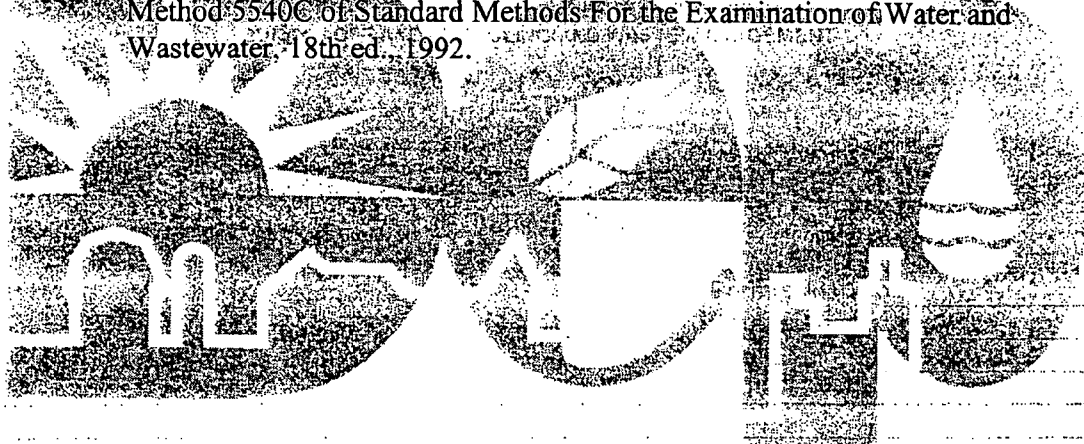 Method 5540C of Standard Methods For the Examination of Water and
Wastewater, 18th ed., 1992.